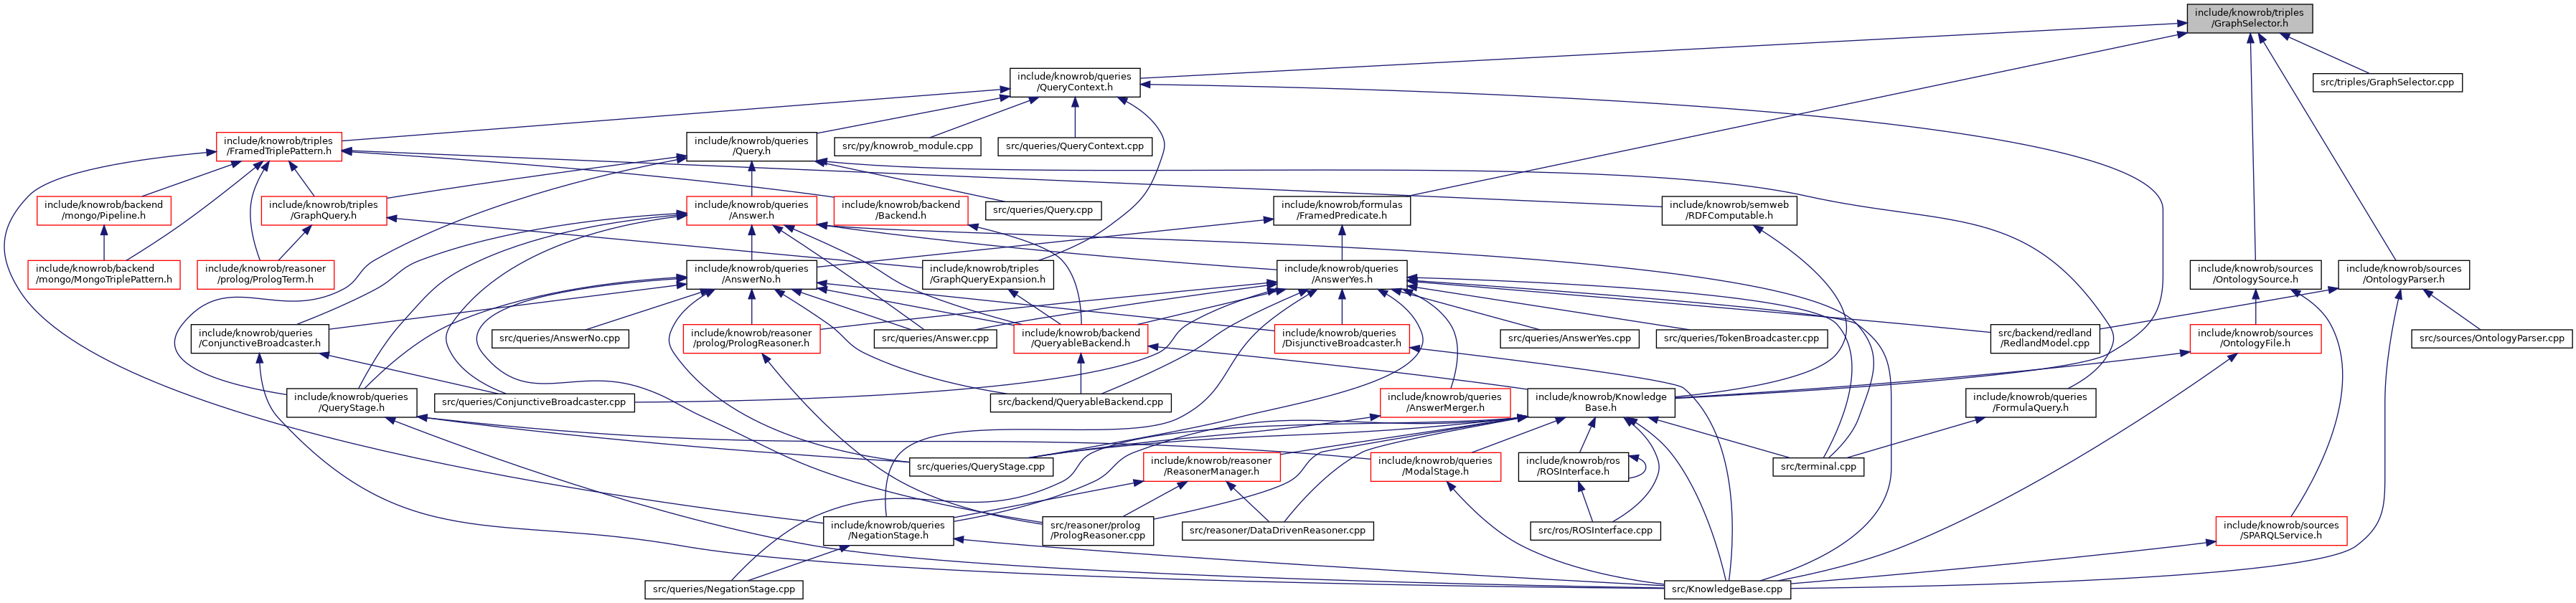 include/knowrob/triples
/GraphSelector.h
include/knowrob/queries
/QueryContext.h
src/triples/GraphSelector.cpp
include/knowrob/triples
/FramedTriplePattern.h
include/knowrob/queries
/Query.h
src/py/knowrob_module.cpp
src/queries/QueryContext.cpp
include/knowrob/backend
/mongo/Pipeline.h
include/knowrob/triples
/GraphQuery.h
include/knowrob/queries
/Answer.h
include/knowrob/backend
/Backend.h
src/queries/Query.cpp
include/knowrob/formulas
/FramedPredicate.h
include/knowrob/semweb
/RDFComputable.h
include/knowrob/backend
/mongo/MongoTriplePattern.h
include/knowrob/reasoner
/prolog/PrologTerm.h
include/knowrob/queries
/AnswerNo.h
include/knowrob/triples
/GraphQueryExpansion.h
include/knowrob/queries
/AnswerYes.h
include/knowrob/sources
/OntologySource.h
include/knowrob/sources
/OntologyParser.h
include/knowrob/queries
/ConjunctiveBroadcaster.h
src/queries/AnswerNo.cpp
include/knowrob/reasoner
/prolog/PrologReasoner.h
src/queries/Answer.cpp
include/knowrob/backend
/QueryableBackend.h
include/knowrob/queries
/DisjunctiveBroadcaster.h
src/queries/AnswerYes.cpp
src/queries/TokenBroadcaster.cpp
src/backend/redland
/RedlandModel.cpp
include/knowrob/sources
/OntologyFile.h
src/sources/OntologyParser.cpp
include/knowrob/queries
/QueryStage.h
src/queries/ConjunctiveBroadcaster.cpp
src/backend/QueryableBackend.cpp
include/knowrob/queries
/AnswerMerger.h
include/knowrob/Knowledge
Base.h
include/knowrob/queries
/FormulaQuery.h
src/queries/QueryStage.cpp
include/knowrob/reasoner
/ReasonerManager.h
include/knowrob/queries
/ModalStage.h
include/knowrob/ros
/ROSInterface.h
src/terminal.cpp
include/knowrob/queries
/NegationStage.h
src/reasoner/prolog
/PrologReasoner.cpp
src/reasoner/DataDrivenReasoner.cpp
src/ros/ROSInterface.cpp
include/knowrob/sources
/SPARQLService.h
src/queries/NegationStage.cpp
src/KnowledgeBase.cpp